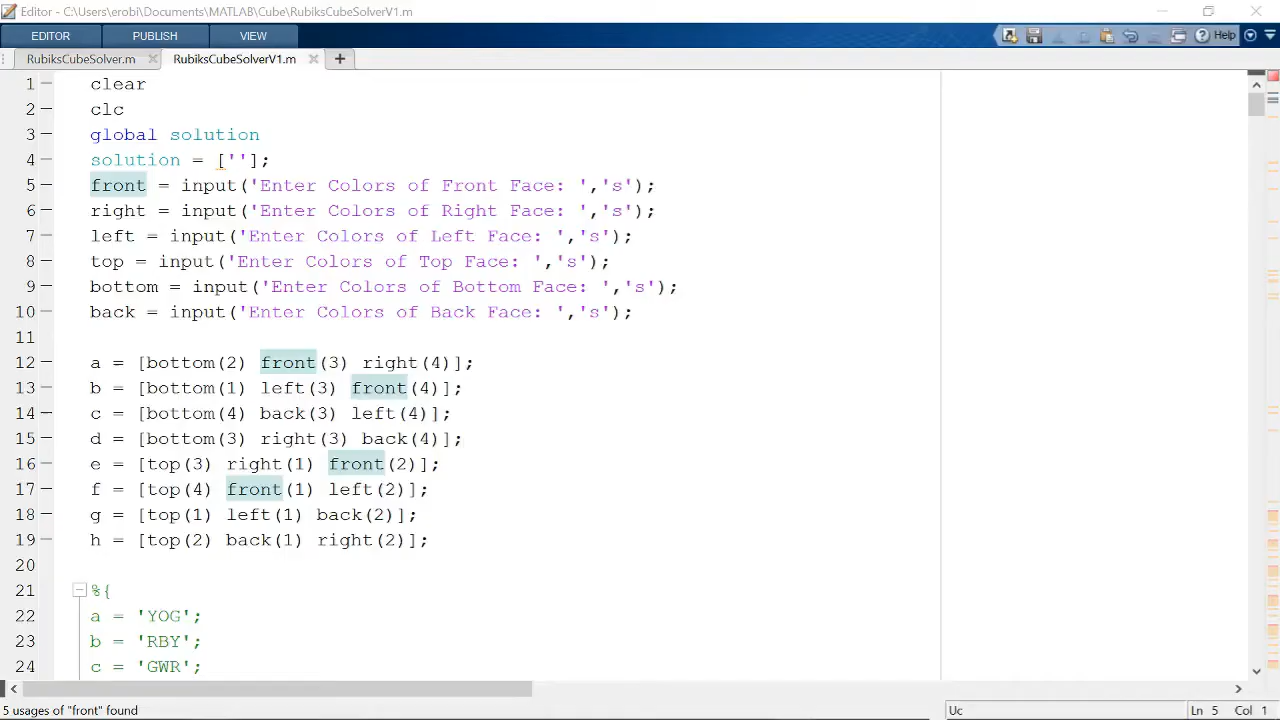 Editor - C:\Users\erobi\Documents\MATLAB\Cube\RubiksCubeSolverV1.m
EDITOR PUBLISH VIEW Help
RubiksCubeSolver.m RubiksCubeSolverV1.m
1 clear
2 clc
3 global solution
4 solution = [''];
5 front = input('Enter Colors of Front Face: ','s');
6 right = input('Enter Colors of Right Face: ','s');
7 left = input('Enter Colors of Left Face: ','s');
8 top = input('Enter Colors of Top Face: ','s');
9 bottom = input('Enter Colors of Bottom Face: ','s');
10 back = input('Enter Colors of Back Face: ','s');
11
12 a = [bottom(2) front(3) right(4)];
13 b = [bottom(1) left(3) front(4)];
14 c = [bottom(4) back(3) left(4)];
15 d = [bottom(3) right(3) back(4)];
16 e = [top(3) right(1) front(2)];
17 f = [top(4) front(1) left(2)];
18 g = [top(1) left(1) back(2)];
19 h = [top(2) back(1) right(2)];
20
21 %{
22 a = 'YOG';
23 b = 'RBY';
24 c = 'GWR';
5 usages of "front" found Uc Ln 5 Col 1